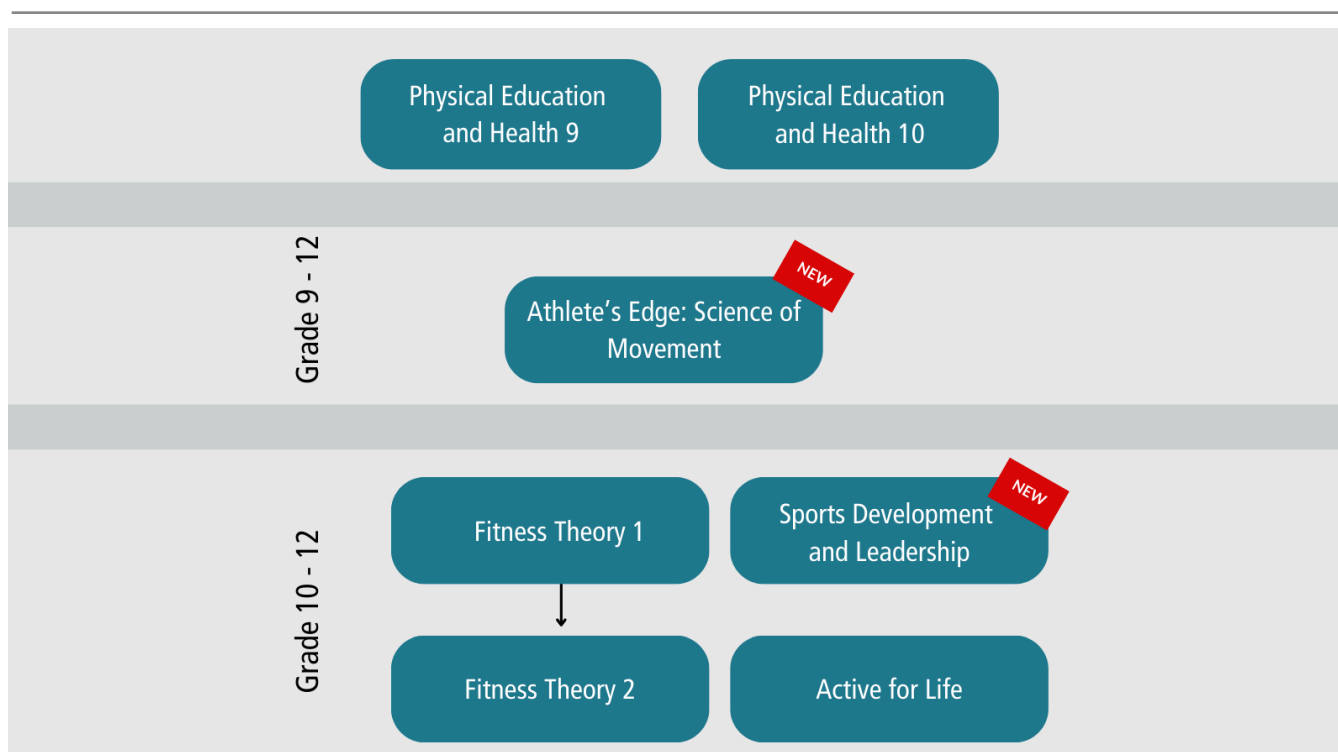 Physical Education
and Health 9
Physical Education
and Health 10
Grade 9 - 12
NEW
Athlete’s Edge: Science of
Movement
Grade 10 - 12
Fitness Theory 1
NEW
Sports Development
and Leadership
Fitness Theory 2
Active for Life